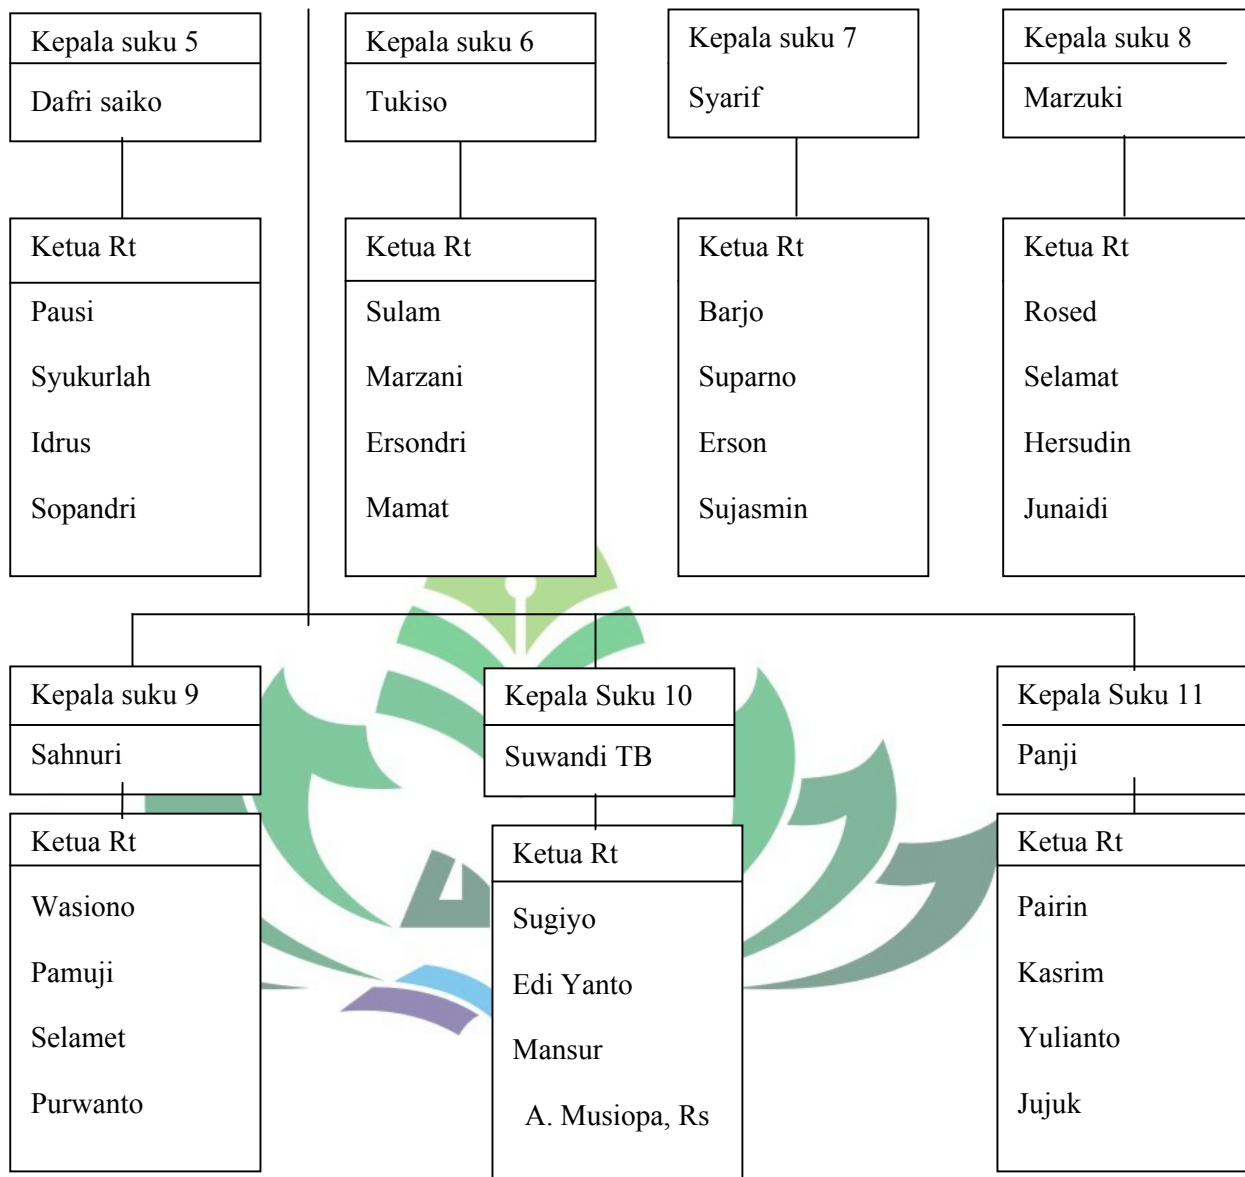 Kepala suku 5
Dafri saiko
Kepala suku 6
Tukiso
Kepala suku 7
Syarif
Kepala suku 8
Marzuki
Ketua Rt
Pausi
Syukurlah
Idrus
Sopandri
Ketua Rt
Sulam
Marzani
Ersondri
Mamat
Ketua Rt
Barjo
Suparno
Erson
Sujasmin
Ketua Rt
Rosed
Selamat
Hersudin
Junaidi
Kepala suku 9
Sahnuri
Kepala Suku 10
Suwandi TB
Kepala Suku 11
Panji
Ketua Rt
Wasiono
Pamuji
Selamet
Purwanto
Ketua Rt
Sugiyo
Edi Yanto
Mansur
A. Musiopa, Rs
Ketua Rt
Pairin
Kasrim
Yulianto
Jujuk